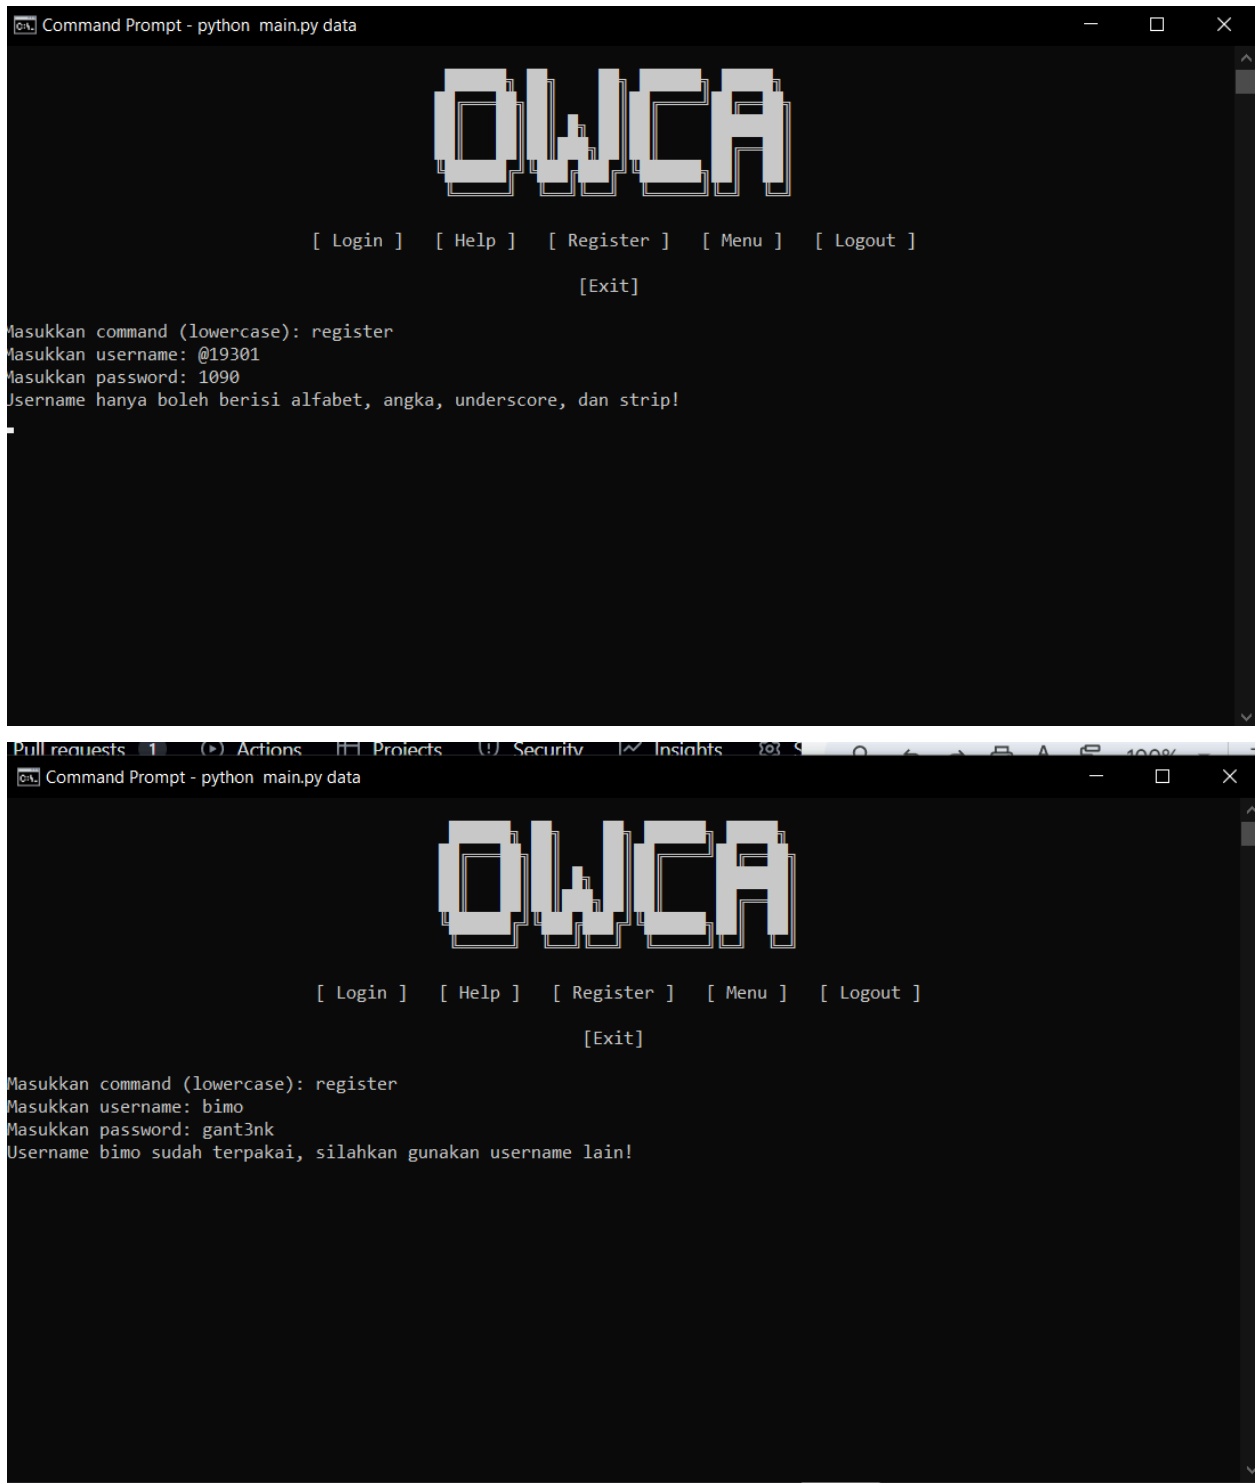 Command Prompt - python  main.py data
OWCA
[ Login ]   [ Help ]   [ Register ]   [ Menu ]   [ Logout ]
[Exit]
Masukkan command (lowercase): register
Masukkan username: @19301
Masukkan password: 1090
Username hanya boleh berisi alfabet, angka, underscore, dan strip!
Pull requests 1 Actions Projects Security Insights 100%
Command Prompt - python  main.py data
OWCA
[ Login ]   [ Help ]   [ Register ]   [ Menu ]   [ Logout ]
[Exit]
Masukkan command (lowercase): register
Masukkan username: bimo
Masukkan password: gant3nk
Username bimo sudah terpakai, silahkan gunakan username lain!